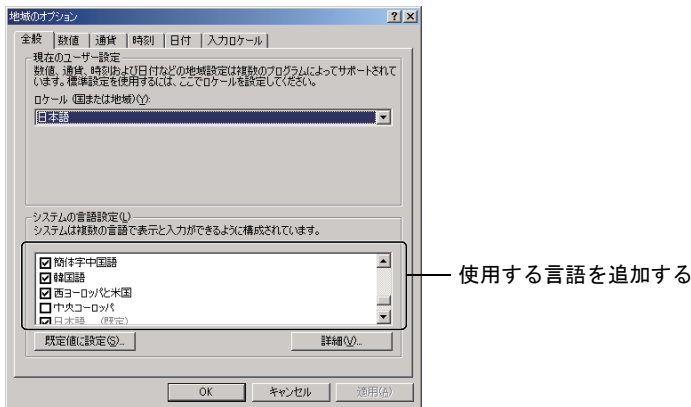 地域のオプション
全般 数値 通貨 時刻 日付 入力ロケール
現在のユーザー設定
数値、通貨、時刻および日付などの地域設定は複数のプログラムによってサポートされて
います。標準設定を使用するには、ここでロケールを設定してください。
ロケール (国または地域)(Y):
日本語
システムの言語設定(L)
システムは複数の言語で表示と入力ができるように構成されています。
簡体字中国語
韓国語
西ヨーロッパと米国
中央ヨーロッパ
日本語 (既定)
使用する言語を追加する
既定値に設定(S)... 詳細(V)...
OK キャンセル 適用(A)